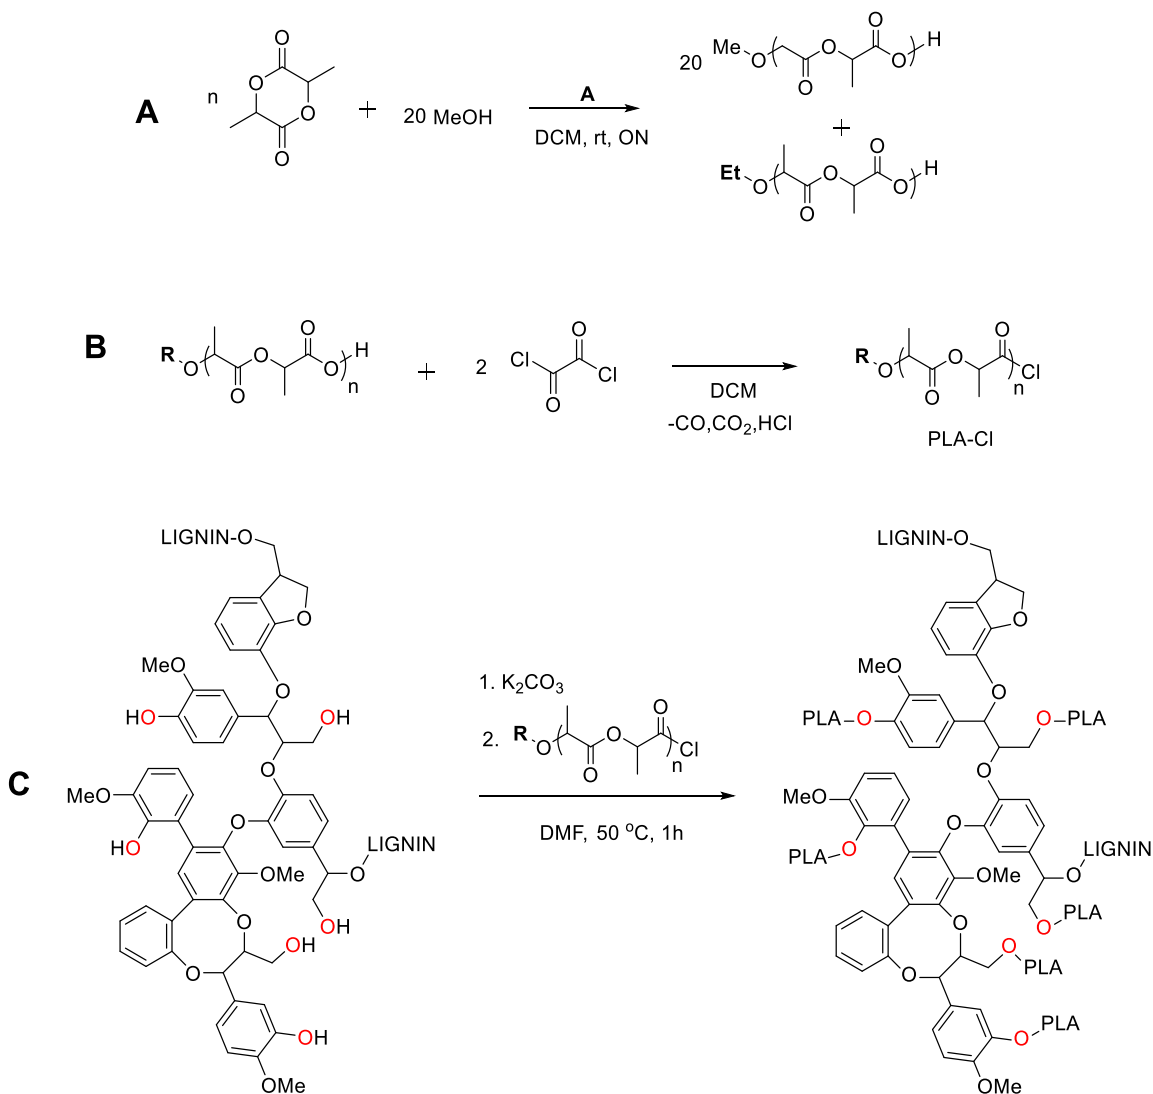 A
n
O
O
O
O
+
20 MeOH
A
DCM, rt, ON
20
Me
O
(
O
O
O
O
)
H
+
Et
O
(
O
O
O
O
)
H
B
R
O
(
O
O
O
O
)
n
H
+
2
Cl
O
O
Cl
DCM
-CO,CO2,HCl
R
O
(
O
O
O
)
n
Cl
PLA-Cl
C
LIGNIN-O
O
MeO
O
HO
OH
O
MeO
O
HO
LIGNIN
OMe
O
O
OH
OH
O
OH
OMe
1. K2CO3
2.
R
O
(
O
O
O
)
n
Cl
DMF, 50 oC, 1h
LIGNIN-O
O
MeO
O
PLA-O
O-PLA
O
MeO
O
PLA-O
LIGNIN
OMe
O
O
O-PLA
O
PLA
O
O
PLA
OMe